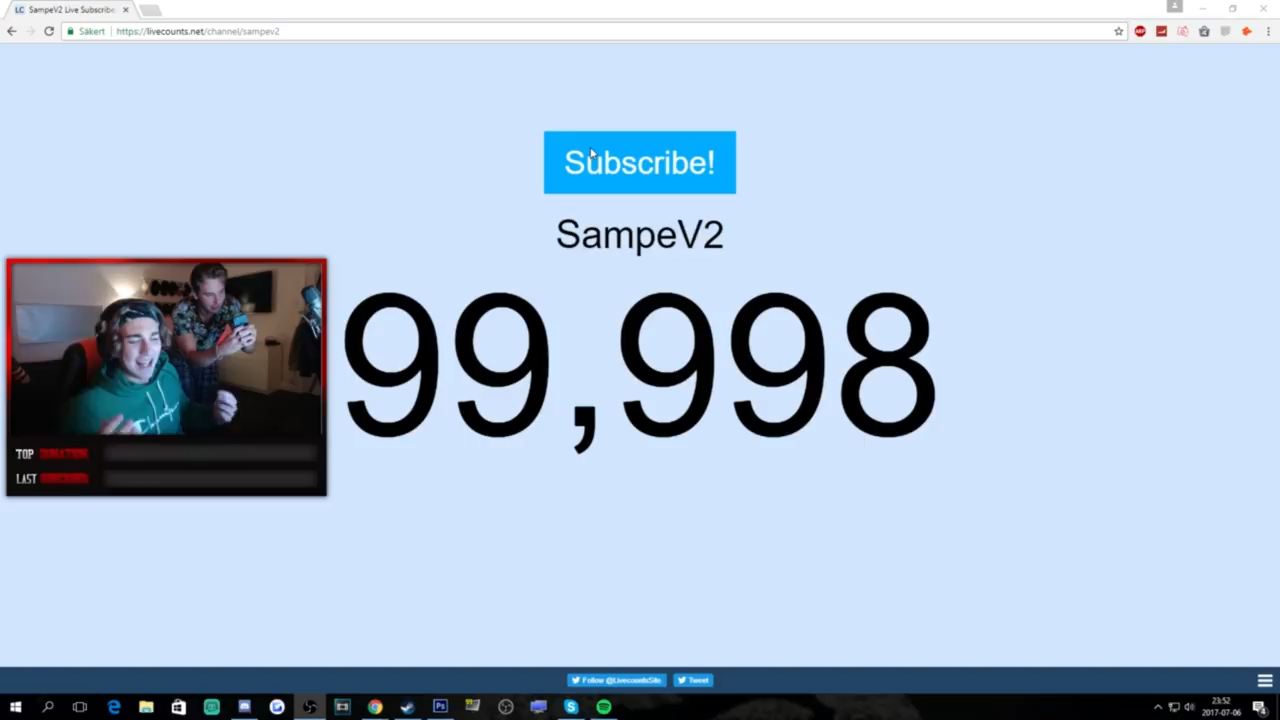 SampeV2 Live Subscribe
Säkert
https://livecounts.net/channel/sampev2
Subscribe!
SampeV2
99,998
TOP
LAST
Follow @LivecountsSite
Tweet
23:52
2017-07-06